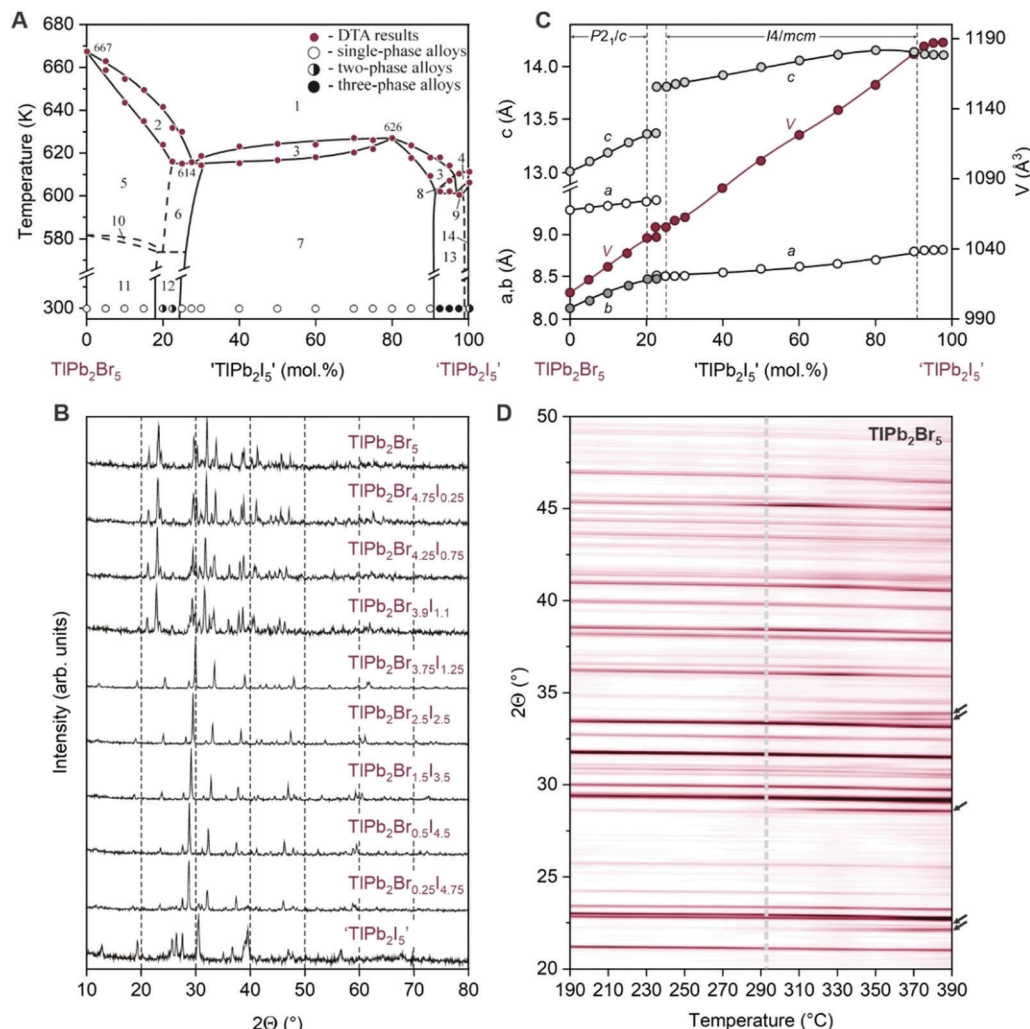 A
680
667
660
640
620
600
580
300
Temperature (K)
- DTA results
- single-phase alloys
- two-phase alloys
- three-phase alloys
1
2
614
3
626
3
4
5
6
7
8
9
10
11
12
13
14
0 20 40 60 80 100
TlPb₂Br₅ 'TlPb₂I₅' (mol.%) 'TlPb₂I₅'
C
P2₁/c
I4/mcm
14.0
13.5
13.0
9.0
8.5
8.0
c (Å)
a,b (Å)
c
c
a
V
V
a
b
1190
1140
1090
1040
990
V (Å³)
0 20 40 60 80 100
TlPb₂Br₅ 'TlPb₂I₅' (mol.%) 'TlPb₂I₅'
B
Intensity (arb. units)
TlPb₂Br₅
TlPb₂Br₄.₇₅I₀.₂₅
TlPb₂Br₄.₂₅I₀.₇₅
TlPb₂Br₃.₉I₁.₁
TlPb₂Br₃.₇₅I₁.₂₅
TlPb₂Br₂.₅I₂.₅
TlPb₂Br₁.₅I₃.₅
TlPb₂Br₀.₅I₄.₅
TlPb₂Br₀.₂₅I₄.₇₅
'TlPb₂I₅'
10 20 30 40 50 60 70 80
2Θ (°)
D
TlPb₂Br₅
50
45
40
35
30
25
20
2Θ (°)
190 210 230 250 270 290 310 330 350 370 390
Temperature (°C)